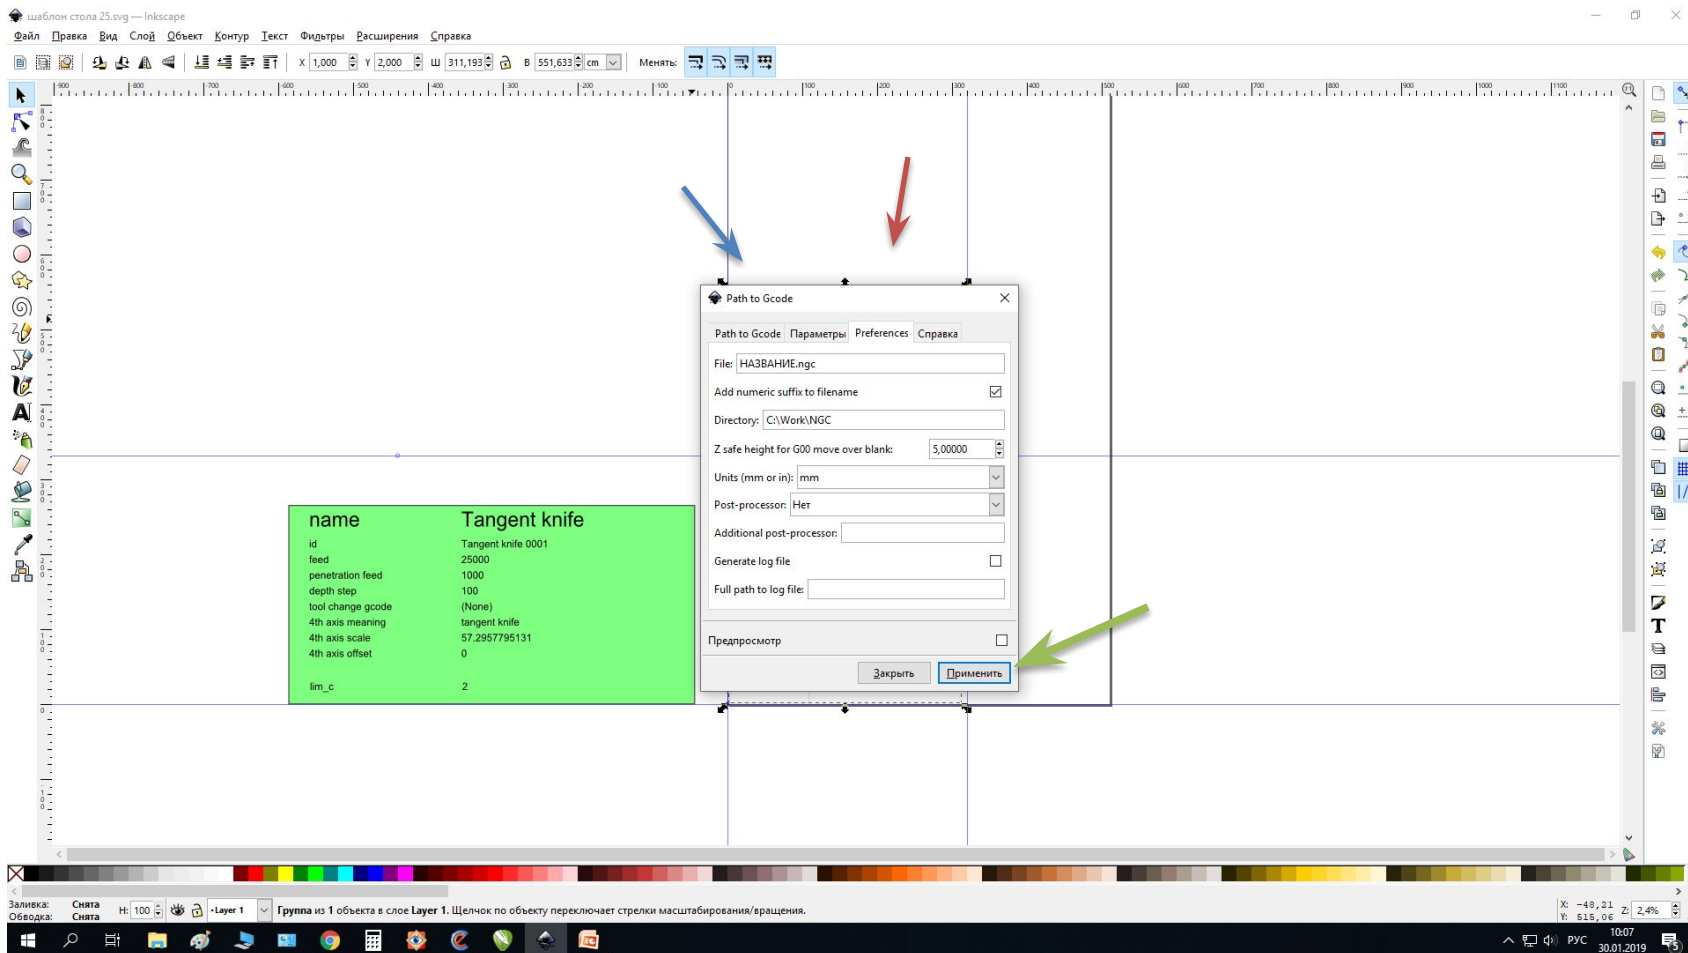 шаблон стола 25.svg — Inkscape
Файл Правка Вид Слой Объект Контур Текст Фильтры Расширения Справка
X 1,000 Y 2,000 Ш 311,193 В 551,633 cm Менять:
Path to Gcode
Path to Gcode Параметры Preferences Справка
File: НАЗВАНИЕ.ngc
Add numeric suffix to filename
Directory: C:\Work\NGC
Z safe height for G00 move over blank: 5,00000
Units (mm or in): mm
Post-processor: Нет
Additional post-processor:
Generate log file
Full path to log file:
Предпросмотр
Закрыть Применить
name Tangent knife
id Tangent knife 0001
feed 25000
penetration feed 1000
depth step 100
tool change gcode (None)
4th axis meaning tangent knife
4th axis scale 57.2957795131
4th axis offset 0
lim_c 2
Заливка: Снята
Обводка: Снята
Н: 100
•Layer 1
Группа из 1 объекта в слое Layer 1. Щелчок по объекту переключает стрелки масштабирования/вращения.
X: -48,21
Y: 515,06
Z: 2,4%
РУС
10:07
30.01.2019